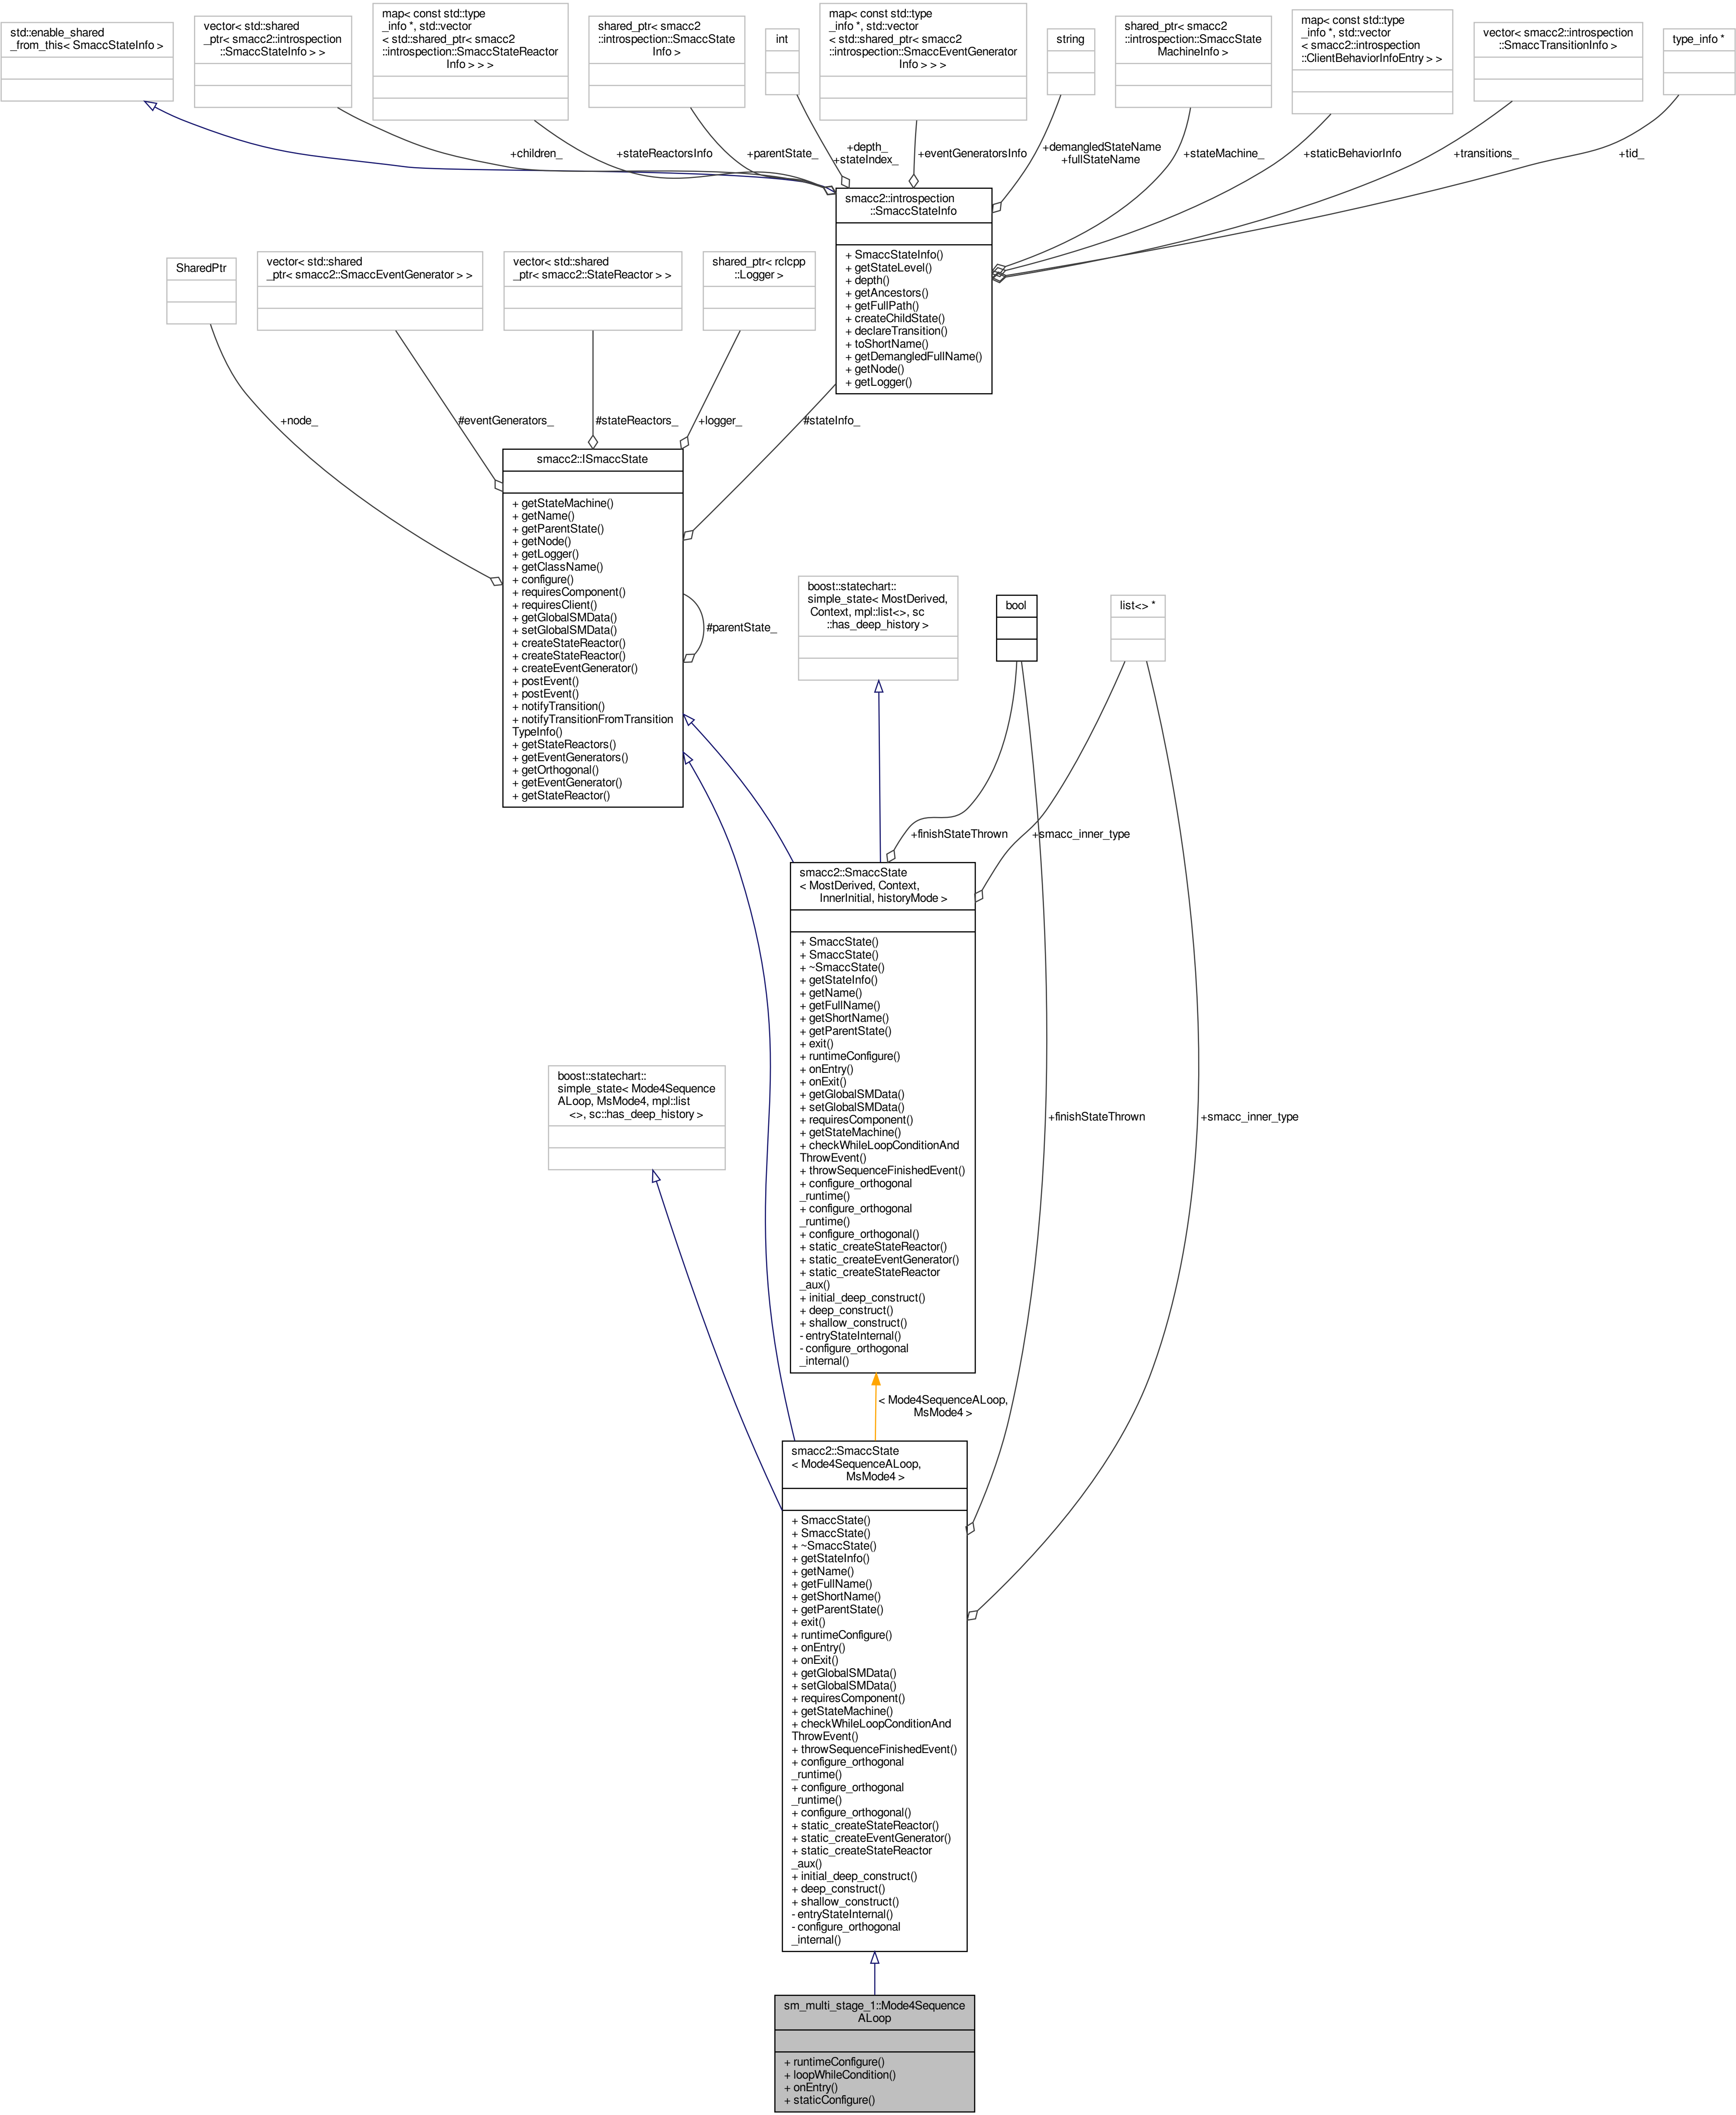 std::enable_shared
_from_this< SmaccStateInfo >
vector< std::shared
_ptr< smacc2::introspection
::SmaccStateInfo > >
map< const std::type
_info *, std::vector
< std::shared_ptr< smacc2
::introspection::SmaccStateReactor
Info > > >
shared_ptr< smacc2
::introspection::SmaccState
Info >
int
map< const std::type
_info *, std::vector
< std::shared_ptr< smacc2
::introspection::SmaccEventGenerator
Info > > >
string
shared_ptr< smacc2
::introspection::SmaccState
MachineInfo >
map< const std::type
_info *, std::vector
< smacc2::introspection
::ClientBehaviorInfoEntry > >
vector< smacc2::introspection
::SmaccTransitionInfo >
type_info *
+children_
+stateReactorsInfo
+parentState_
+depth_
+stateIndex_
+eventGeneratorsInfo
+demangledStateName
+fullStateName
+stateMachine_
+staticBehaviorInfo
+transitions_
+tid_
smacc2::introspection
::SmaccStateInfo
+ SmaccStateInfo()
+ getStateLevel()
+ depth()
+ getAncestors()
+ getFullPath()
+ createChildState()
+ declareTransition()
+ toShortName()
+ getDemangledFullName()
+ getNode()
+ getLogger()
SharedPtr
vector< std::shared
_ptr< smacc2::SmaccEventGenerator > >
vector< std::shared
_ptr< smacc2::StateReactor > >
shared_ptr< rclcpp
::Logger >
+node_
#eventGenerators_
#stateReactors_
+logger_
#stateInfo_
smacc2::ISmaccState
+ getStateMachine()
+ getName()
+ getParentState()
+ getNode()
+ getLogger()
+ getClassName()
+ configure()
+ requiresComponent()
+ requiresClient()
+ getGlobalSMData()
+ setGlobalSMData()
+ createStateReactor()
+ createStateReactor()
+ createEventGenerator()
+ postEvent()
+ postEvent()
+ notifyTransition()
+ notifyTransitionFromTransition
TypeInfo()
+ getStateReactors()
+ getEventGenerators()
+ getOrthogonal()
+ getEventGenerator()
+ getStateReactor()
#parentState_
boost::statechart::
simple_state< MostDerived,
Context, mpl::list<>, sc
::has_deep_history >
bool
list<> *
+finishStateThrown
+smacc_inner_type
smacc2::SmaccState
< MostDerived, Context,
InnerInitial, historyMode >
+ SmaccState()
+ SmaccState()
+ ~SmaccState()
+ getStateInfo()
+ getName()
+ getFullName()
+ getShortName()
+ getParentState()
+ exit()
+ runtimeConfigure()
+ onEntry()
+ onExit()
+ getGlobalSMData()
+ setGlobalSMData()
+ requiresComponent()
+ getStateMachine()
+ checkWhileLoopConditionAnd
ThrowEvent()
+ throwSequenceFinishedEvent()
+ configure_orthogonal
_runtime()
+ configure_orthogonal
_runtime()
+ configure_orthogonal()
+ static_createStateReactor()
+ static_createEventGenerator()
+ static_createStateReactor
_aux()
+ initial_deep_construct()
+ deep_construct()
+ shallow_construct()
- entryStateInternal()
- configure_orthogonal
_internal()
boost::statechart::
simple_state< Mode4Sequence
ALoop, MsMode4, mpl::list
<>, sc::has_deep_history >
+finishStateThrown
+smacc_inner_type
< Mode4SequenceALoop,
MsMode4 >
smacc2::SmaccState
< Mode4SequenceALoop,
MsMode4 >
+ SmaccState()
+ SmaccState()
+ ~SmaccState()
+ getStateInfo()
+ getName()
+ getFullName()
+ getShortName()
+ getParentState()
+ exit()
+ runtimeConfigure()
+ onEntry()
+ onExit()
+ getGlobalSMData()
+ setGlobalSMData()
+ requiresComponent()
+ getStateMachine()
+ checkWhileLoopConditionAnd
ThrowEvent()
+ throwSequenceFinishedEvent()
+ configure_orthogonal
_runtime()
+ configure_orthogonal
_runtime()
+ configure_orthogonal()
+ static_createStateReactor()
+ static_createEventGenerator()
+ static_createStateReactor
_aux()
+ initial_deep_construct()
+ deep_construct()
+ shallow_construct()
- entryStateInternal()
- configure_orthogonal
_internal()
sm_multi_stage_1::Mode4Sequence
ALoop
+ runtimeConfigure()
+ loopWhileCondition()
+ onEntry()
+ staticConfigure()